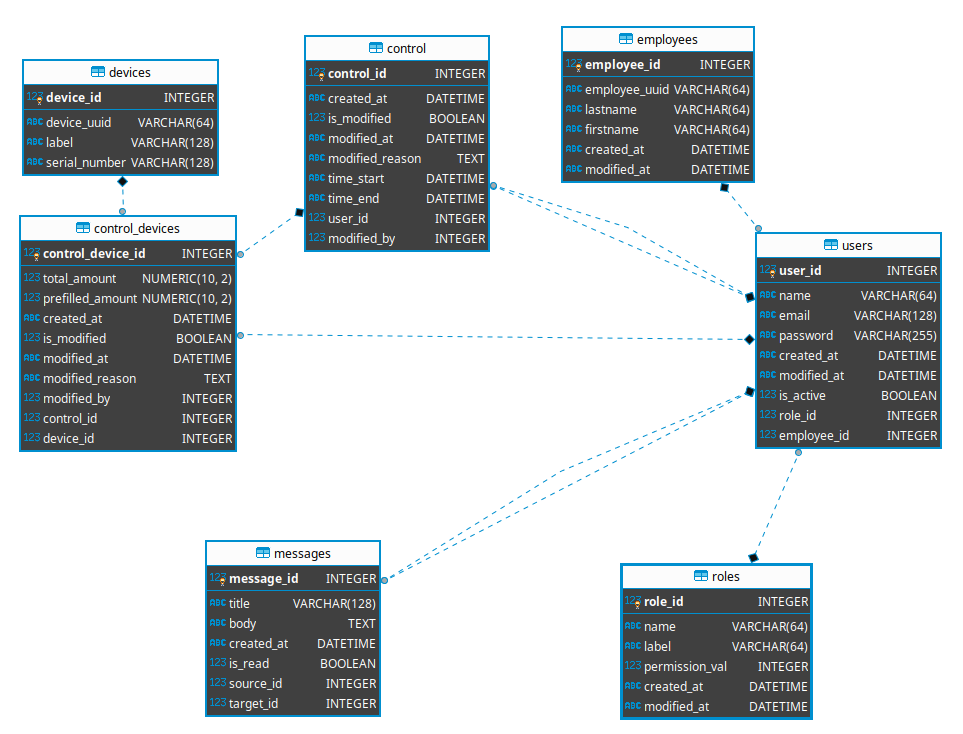 devices
123 device_id INTEGER
ABC device_uuid VARCHAR(64)
ABC label VARCHAR(128)
ABC serial_number VARCHAR(128)
control
123 control_id INTEGER
ABC created_at DATETIME
123 is_modified BOOLEAN
ABC modified_at DATETIME
ABC modified_reason TEXT
ABC time_start DATETIME
ABC time_end DATETIME
123 user_id INTEGER
123 modified_by INTEGER
employees
123 employee_id INTEGER
ABC employee_uuid VARCHAR(64)
ABC lastname VARCHAR(64)
ABC firstname VARCHAR(64)
ABC created_at DATETIME
ABC modified_at DATETIME
control_devices
123 control_device_id INTEGER
123 total_amount NUMERIC(10, 2)
123 prefilled_amount NUMERIC(10, 2)
ABC created_at DATETIME
123 is_modified BOOLEAN
ABC modified_at DATETIME
ABC modified_reason TEXT
123 modified_by INTEGER
123 control_id INTEGER
123 device_id INTEGER
users
123 user_id INTEGER
ABC name VARCHAR(64)
ABC email VARCHAR(128)
ABC password VARCHAR(255)
ABC created_at DATETIME
ABC modified_at DATETIME
123 is_active BOOLEAN
123 role_id INTEGER
123 employee_id INTEGER
messages
123 message_id INTEGER
ABC title VARCHAR(128)
ABC body TEXT
ABC created_at DATETIME
123 is_read BOOLEAN
123 source_id INTEGER
123 target_id INTEGER
roles
123 role_id INTEGER
ABC name VARCHAR(64)
ABC label VARCHAR(64)
123 permission_val INTEGER
ABC created_at DATETIME
ABC modified_at DATETIME